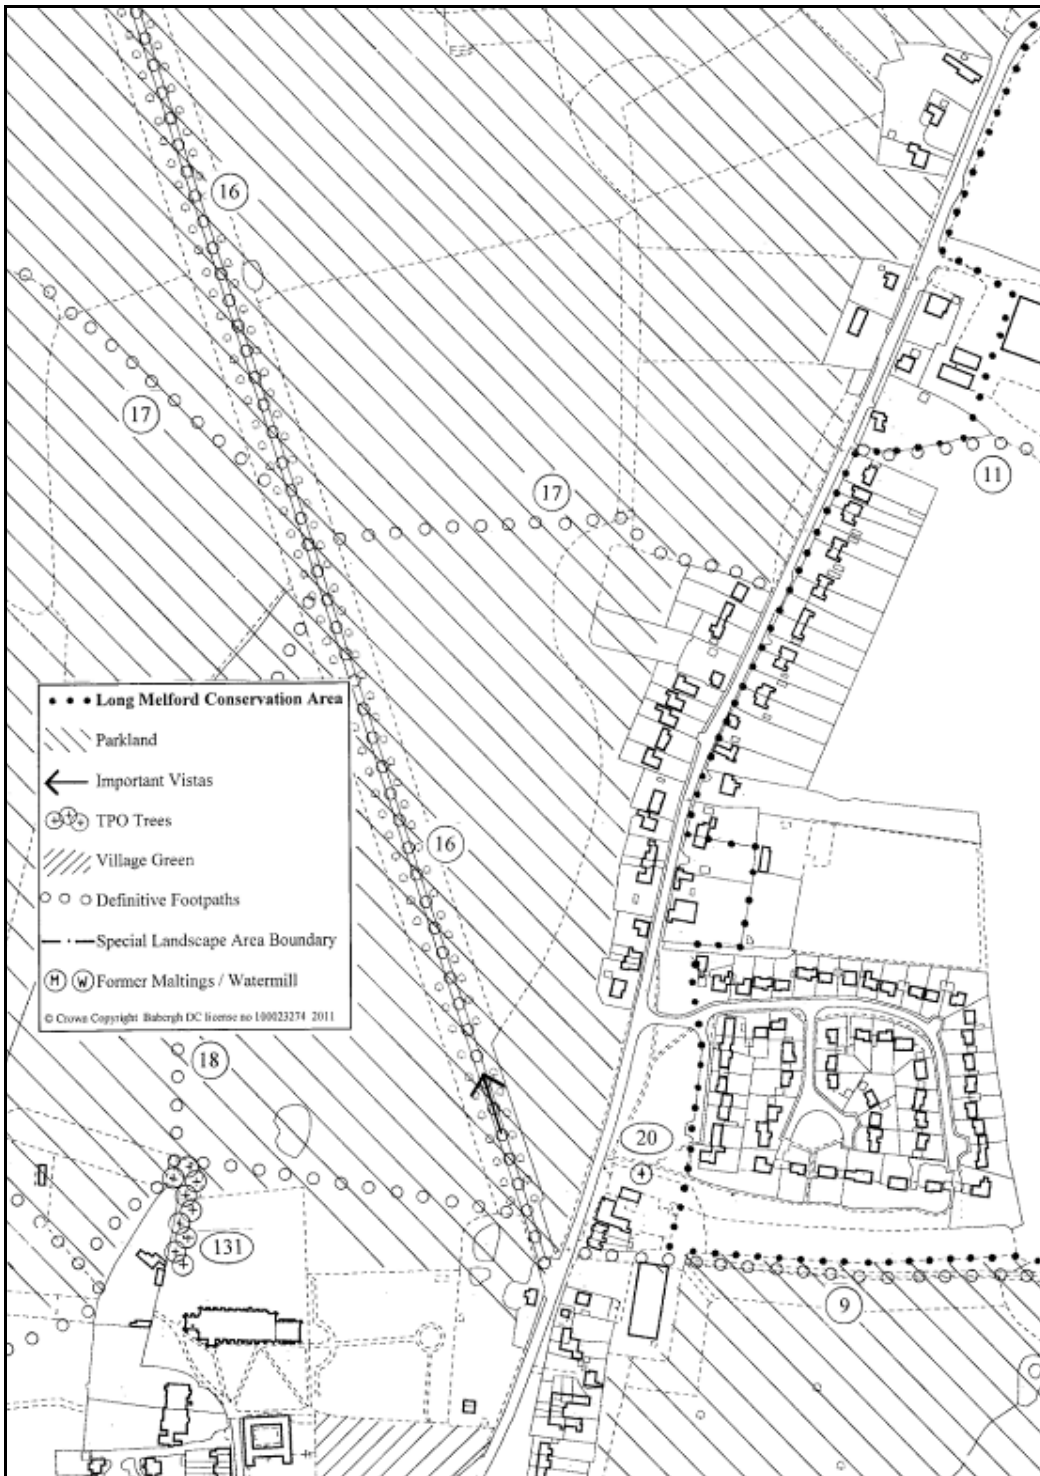 16
17
17
11
Long Melford Conservation Area
Parkland
Important Vistas
TPO Trees
Village Green
Definitive Footpaths
Special Landscape Area Boundary
M W Former Maltings / Watermill
© Crown Copyright Babergh DC license no 100023274 2011
16
18
20
131
9